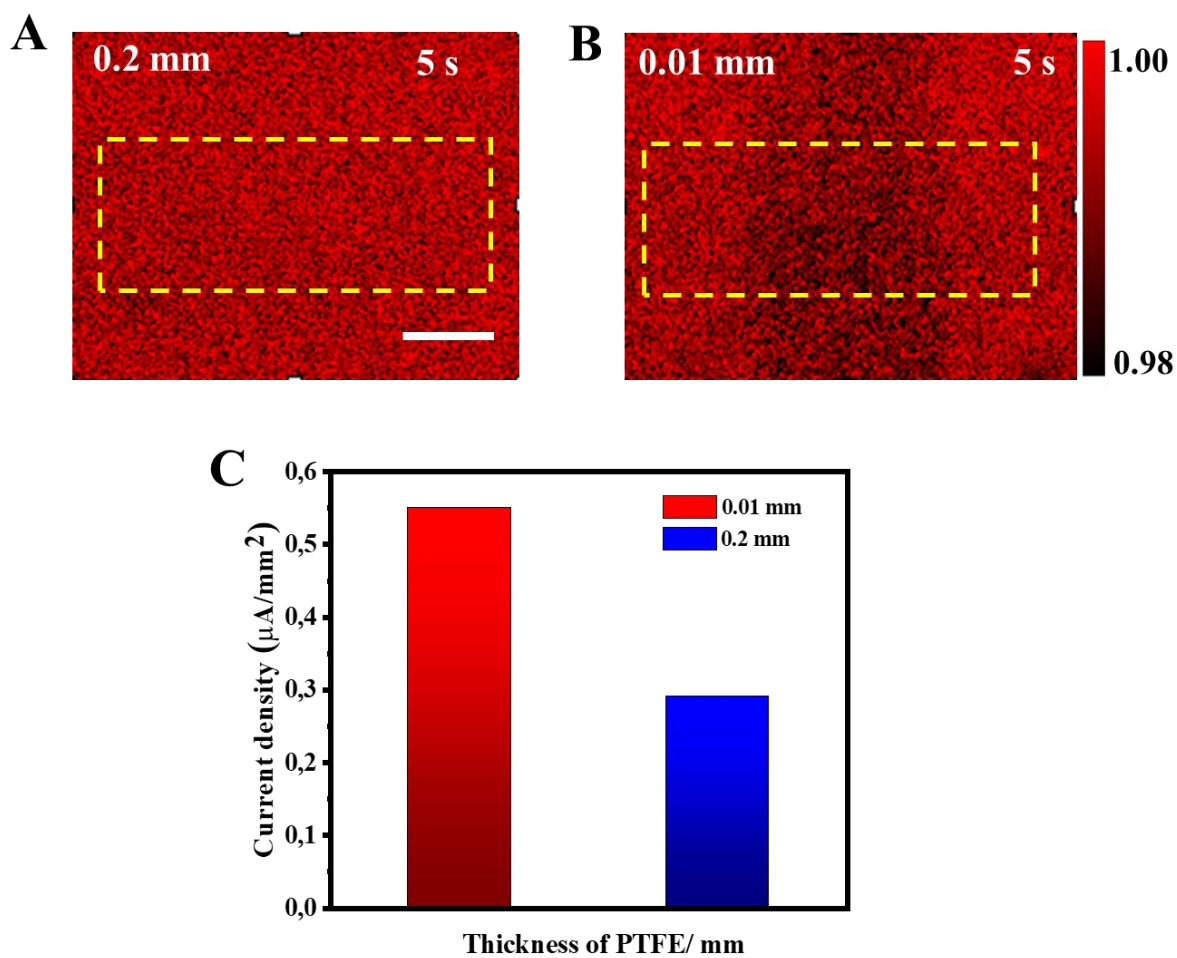 A
0.2 mm 5 s
B
0.01 mm 5 s
1.00
0.98
C
0,6
0,5
0,4
0,3
0,2
0,1
0,0
Current density (μA/mm²)
0.01 mm
0.2 mm
Thickness of PTFE/ mm